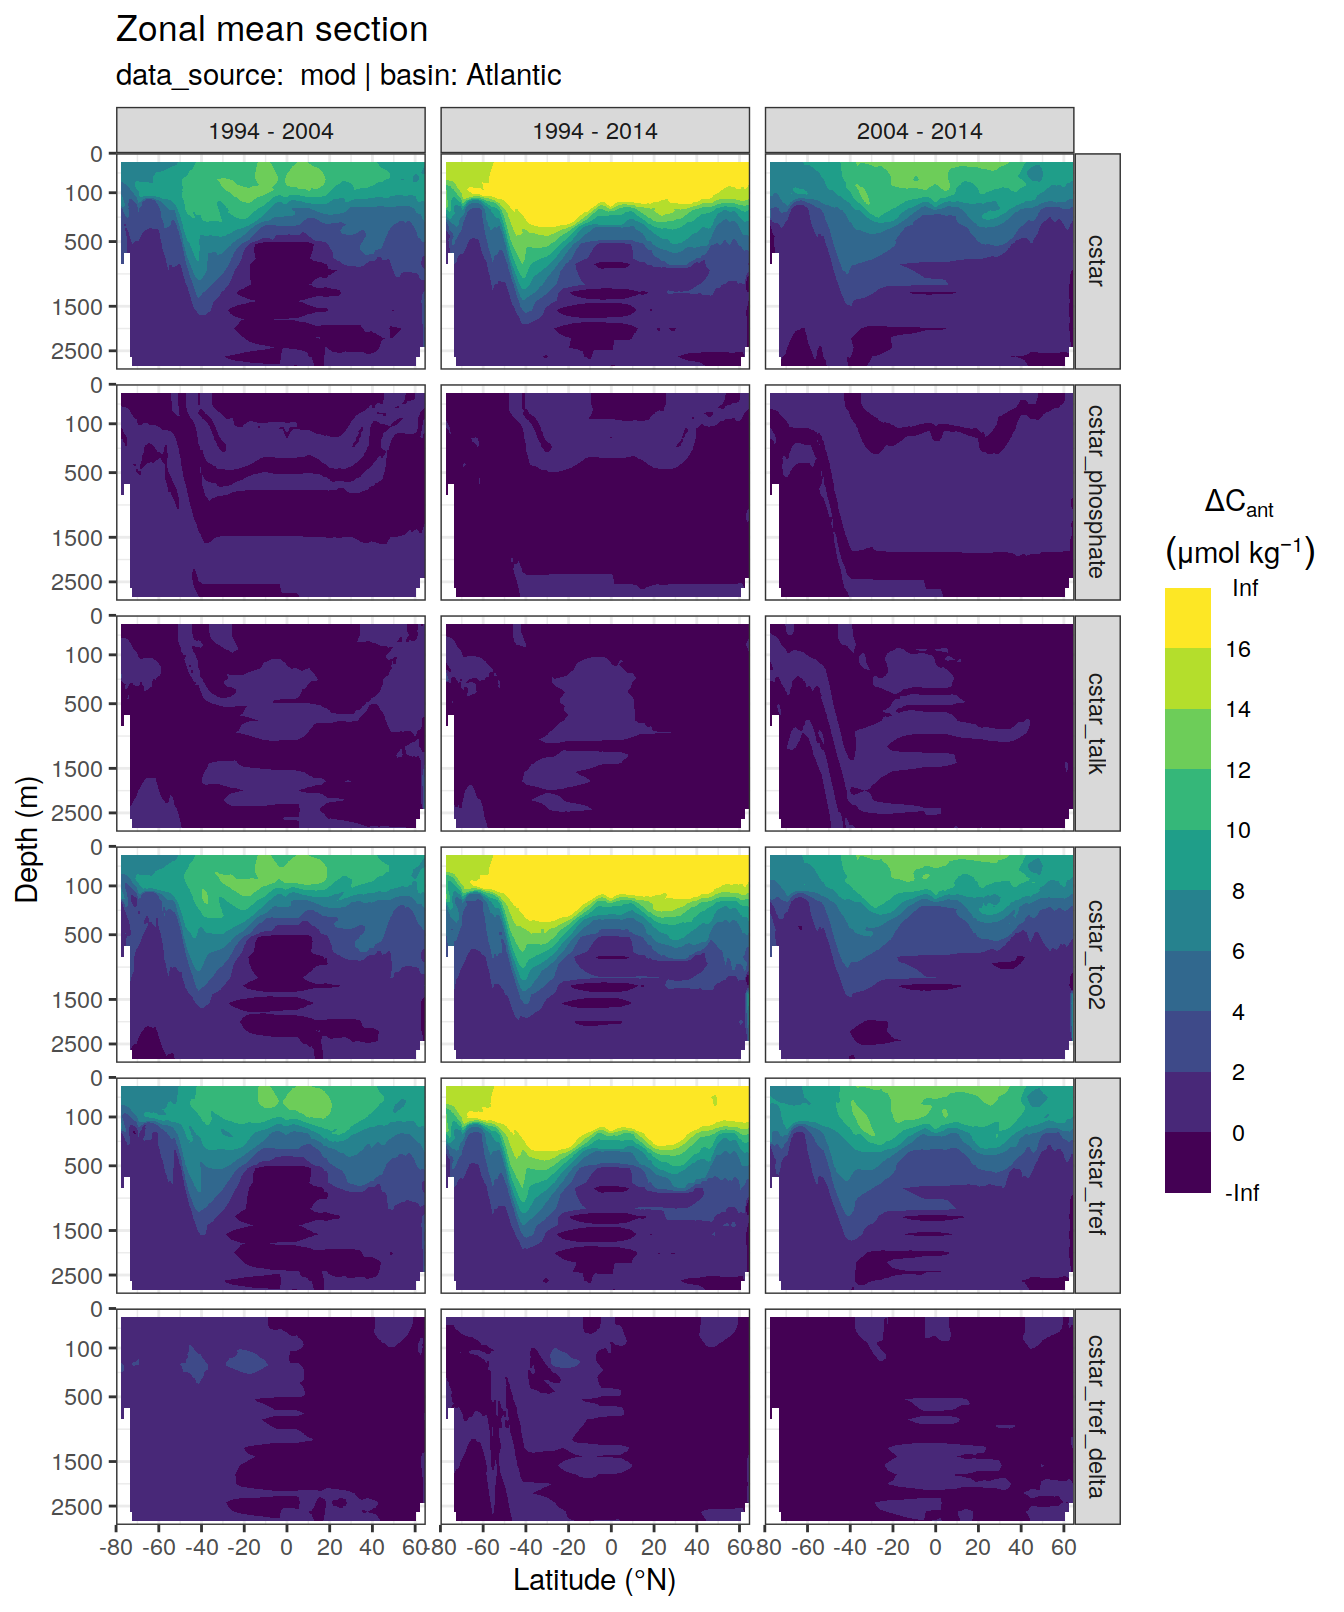 Zonal mean section
data_source:  mod | basin: Atlantic
1994 - 2004
1994 - 2014
2004 - 2014
0
100
500
1500
2500
cstar
0
100
500
1500
2500
cstar_phosphate
0
100
500
1500
2500
cstar_talk
0
100
500
1500
2500
cstar_tco2
0
100
500
1500
2500
cstar_tref
0
100
500
1500
2500
cstar_tref_delta
Depth (m)
-80 -60 -40 -20 0 20 40 60
-80 -60 -40 -20 0 20 40 60
-80 -60 -40 -20 0 20 40 60
Latitude (°N)
ΔCant
(μmol kg−1)
Inf
16
14
12
10
8
6
4
2
0
-Inf